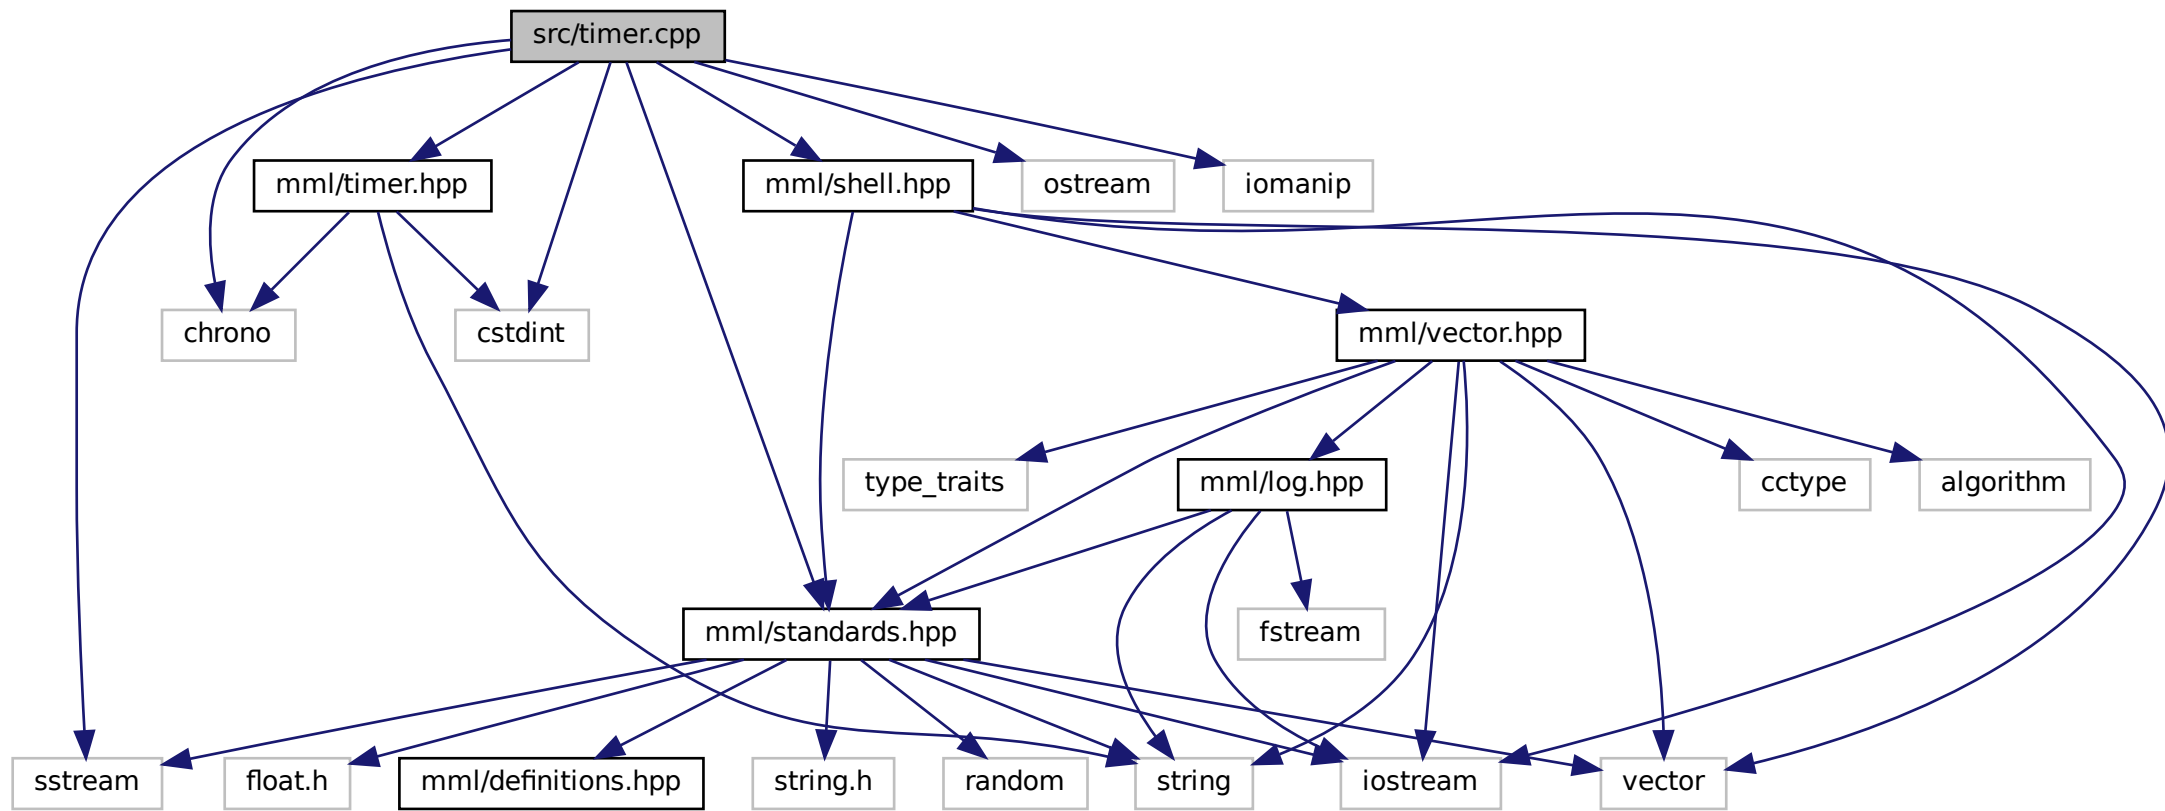 src/timer.cpp
mml/timer.hpp
mml/shell.hpp
ostream
iomanip
chrono
cstdint
mml/vector.hpp
type_traits
mml/log.hpp
cctype
algorithm
mml/standards.hpp
fstream
sstream
float.h
mml/definitions.hpp
string.h
random
string
iostream
vector